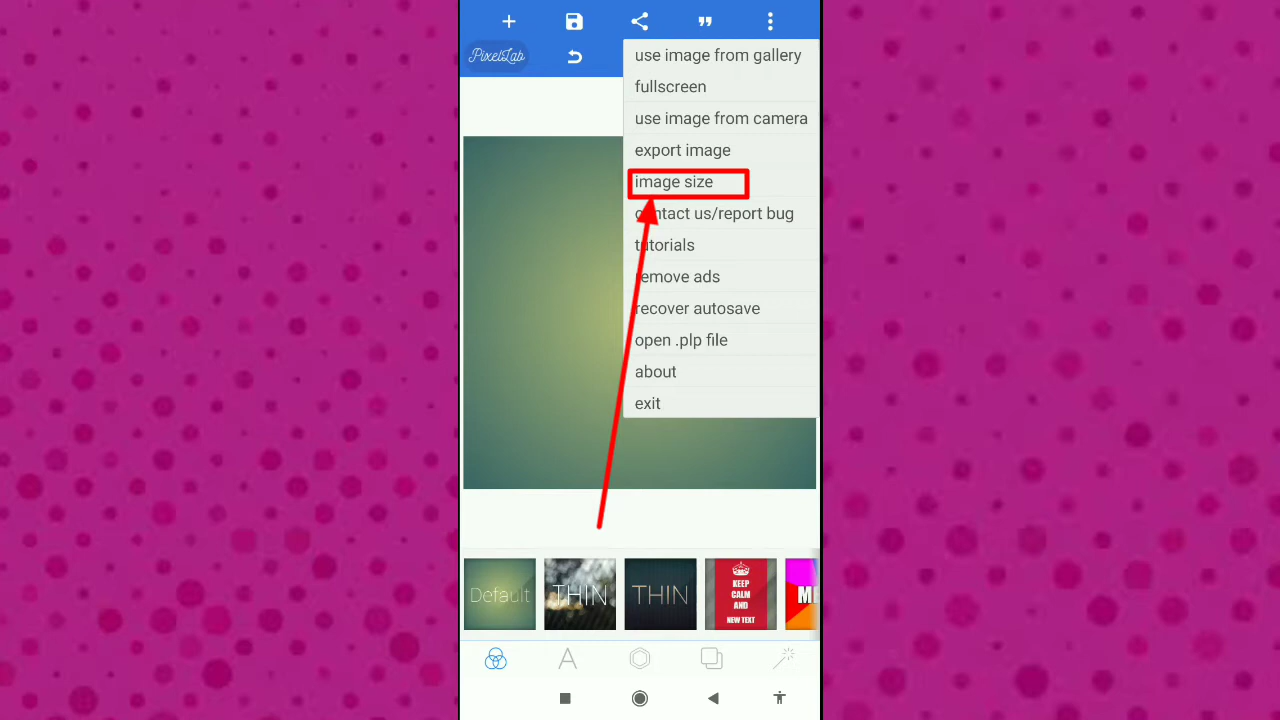 PixelLab
use image from gallery
fullscreen
use image from camera
export image
image size
contact us/report bug
tutorials
remove ads
recover autosave
open .plp file
about
exit
Default
THIN
THIN
KEEP
CALM
AND
NEW TEXT
M
A